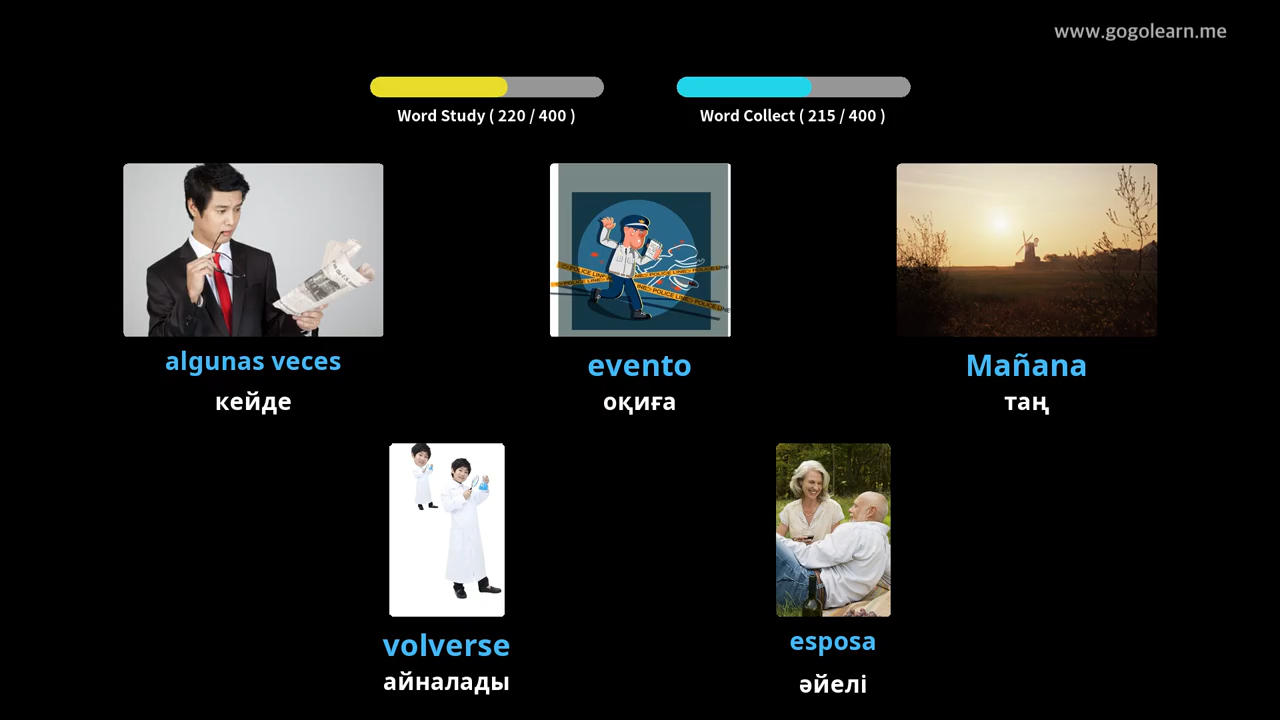 www.gogolearn.me
Word Study ( 220 / 400 )
Word Collect ( 215 / 400 )
algunas veces
кейде
evento
оқиға
Mañana
таң
volverse
айналады
esposa
әйелі